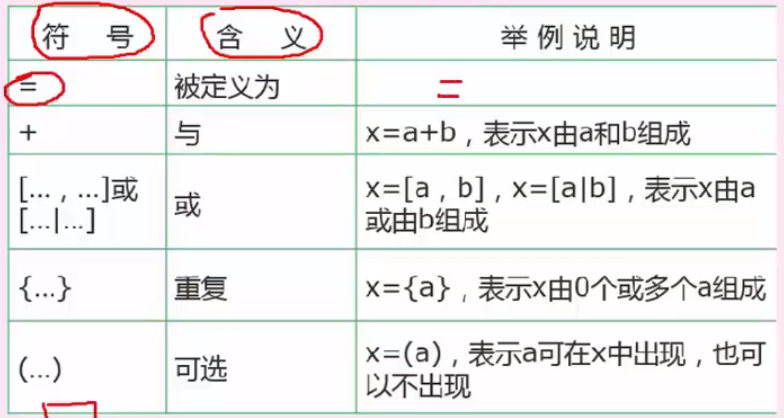 符 号 含 义 举 例 说 明
= 被定义为 =
+ 与 x=a+b，表示x由a和b组成
[... , ...]或
[...|...]
或
x=[a , b]，x=[a|b]，表示x由a
或由b组成
{...} 重复 x={a}，表示x由0个或多个a组成
(...) 可选
x=(a)，表示a可在x中出现，也可
以不出现